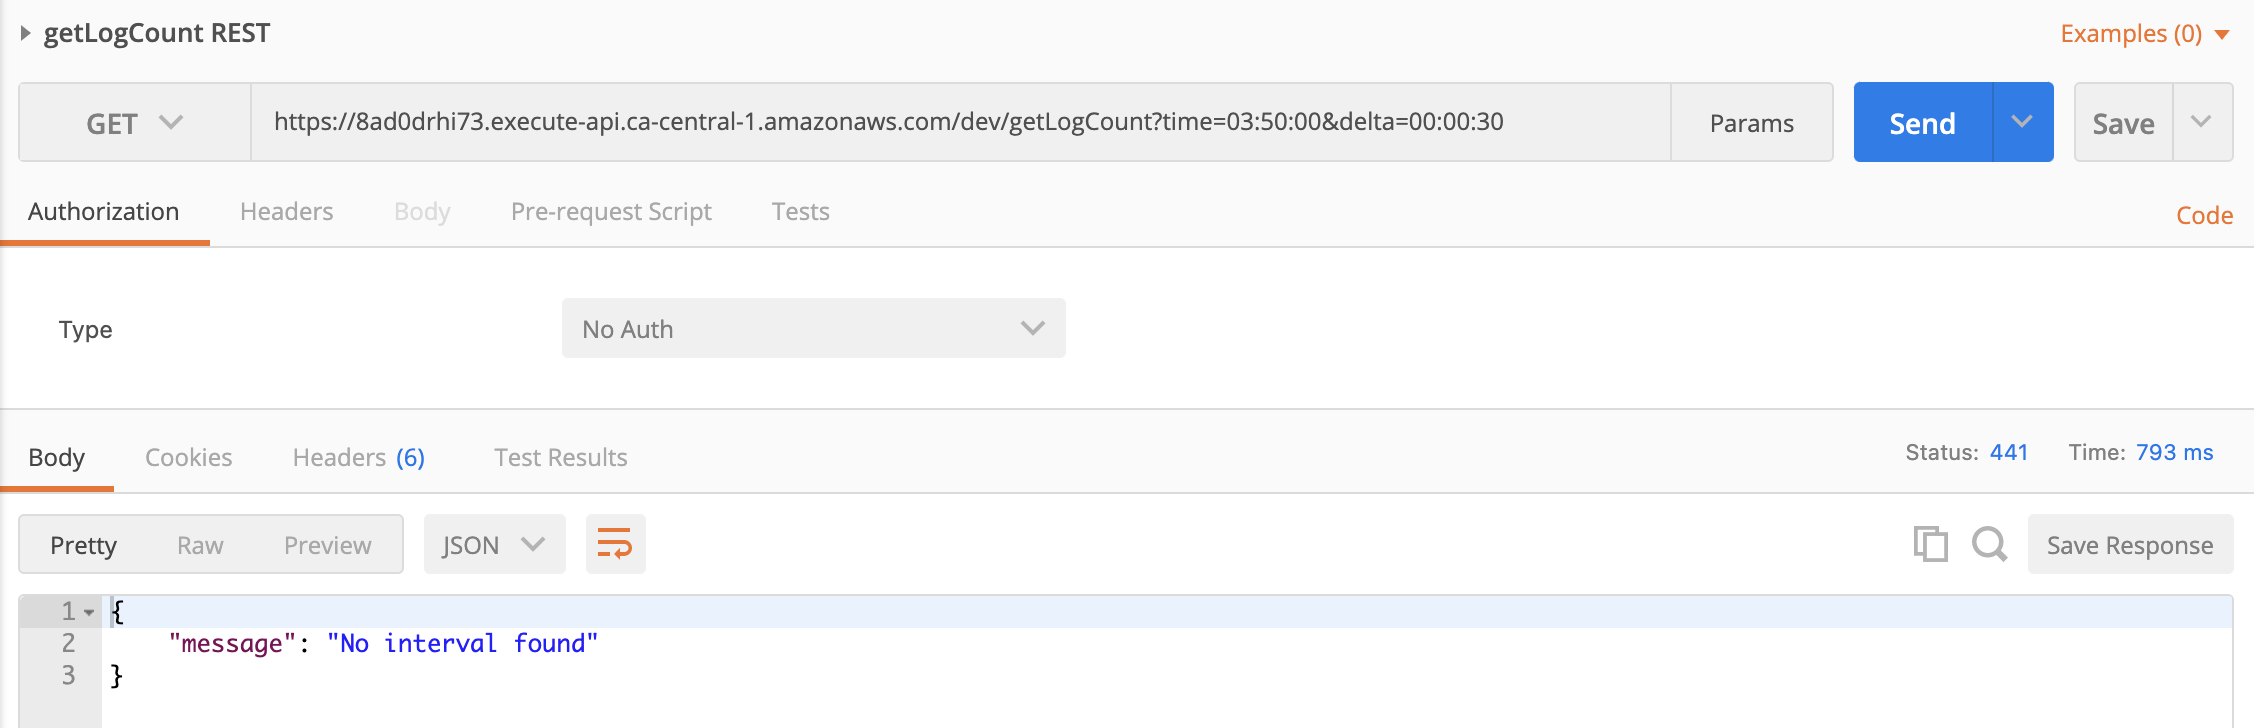 getLogCount REST
Examples (0)
GET
https://8ad0drhi73.execute-api.ca-central-1.amazonaws.com/dev/getLogCount?time=03:50:00&delta=00:00:30
Params
Send
Save
Authorization
Headers
Body
Pre-request Script
Tests
Code
Type
No Auth
Body
Cookies
Headers (6)
Test Results
Status: 441
Time: 793 ms
Pretty
Raw
Preview
JSON
Save Response
1 {
2 "message": "No interval found"
3 }